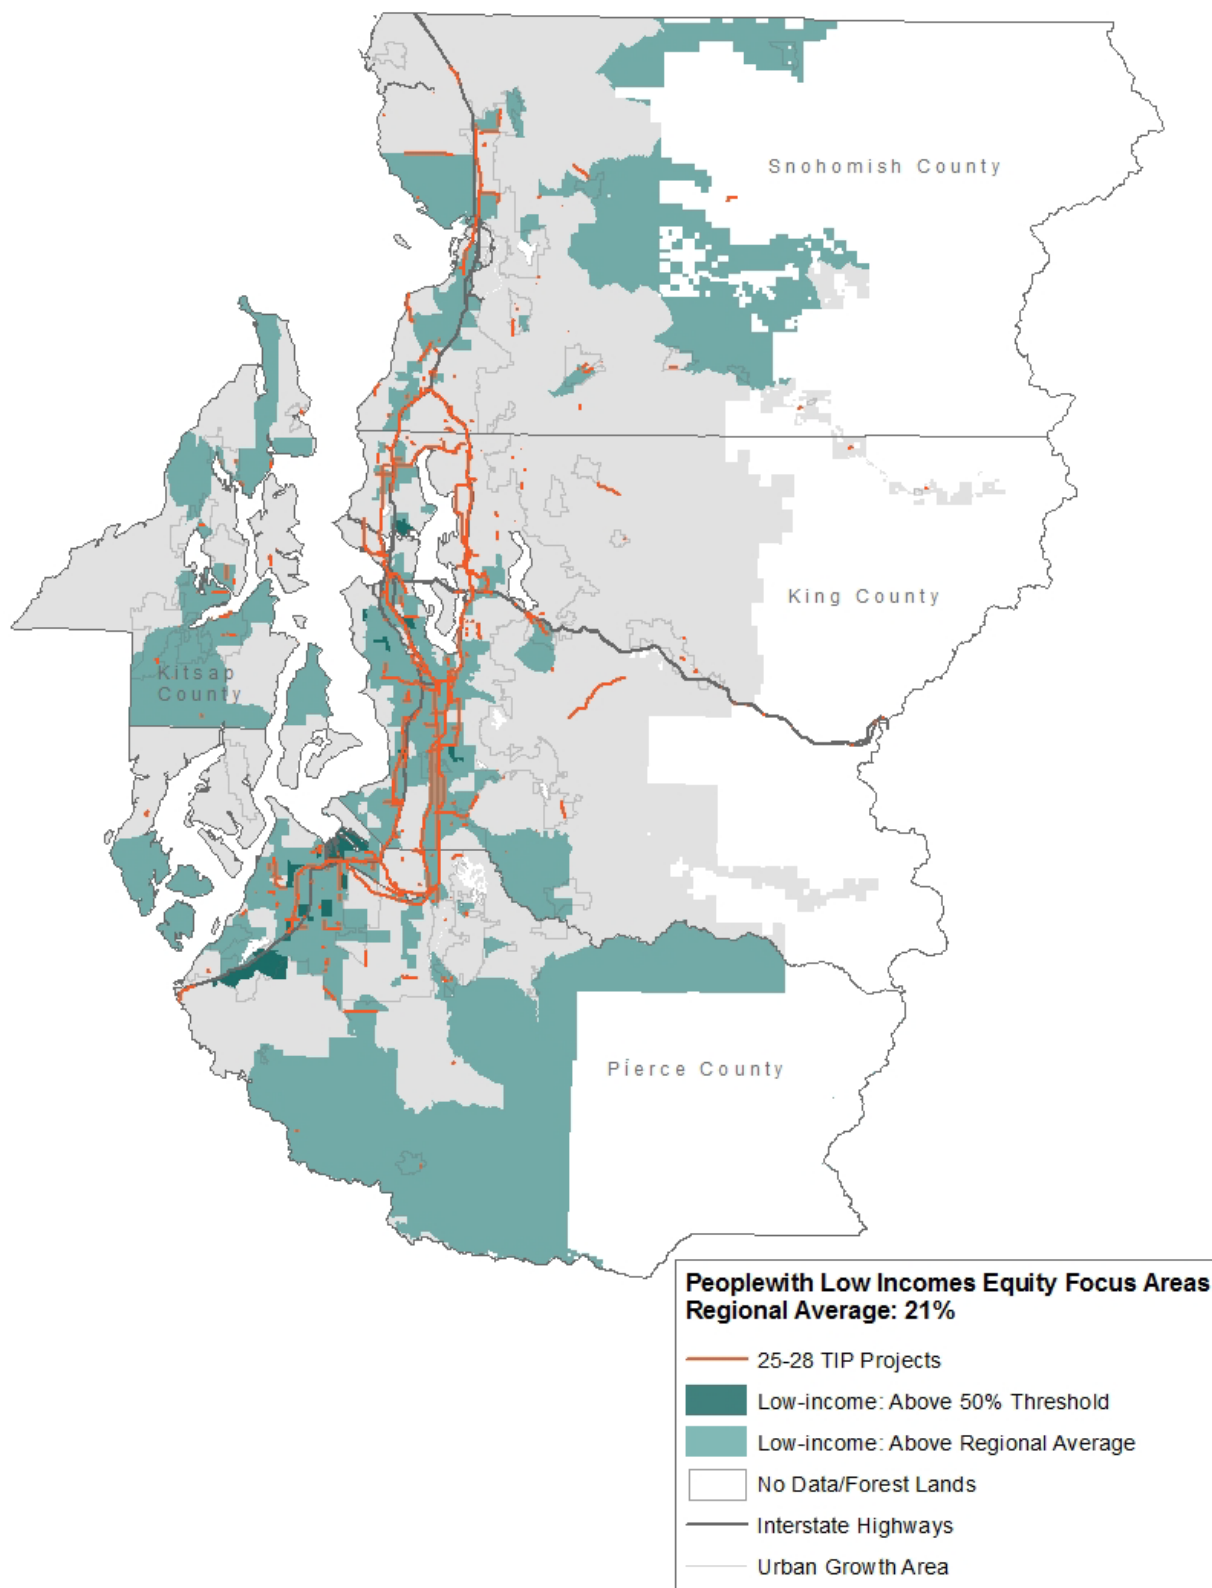 Snohomish County
King County
Kitsap
County
Pierce County
Peoplewith Low Incomes Equity Focus Areas
Regional Average: 21%
25-28 TIP Projects
Low-income: Above 50% Threshold
Low-income: Above Regional Average
No Data/Forest Lands
Interstate Highways
Urban Growth Area